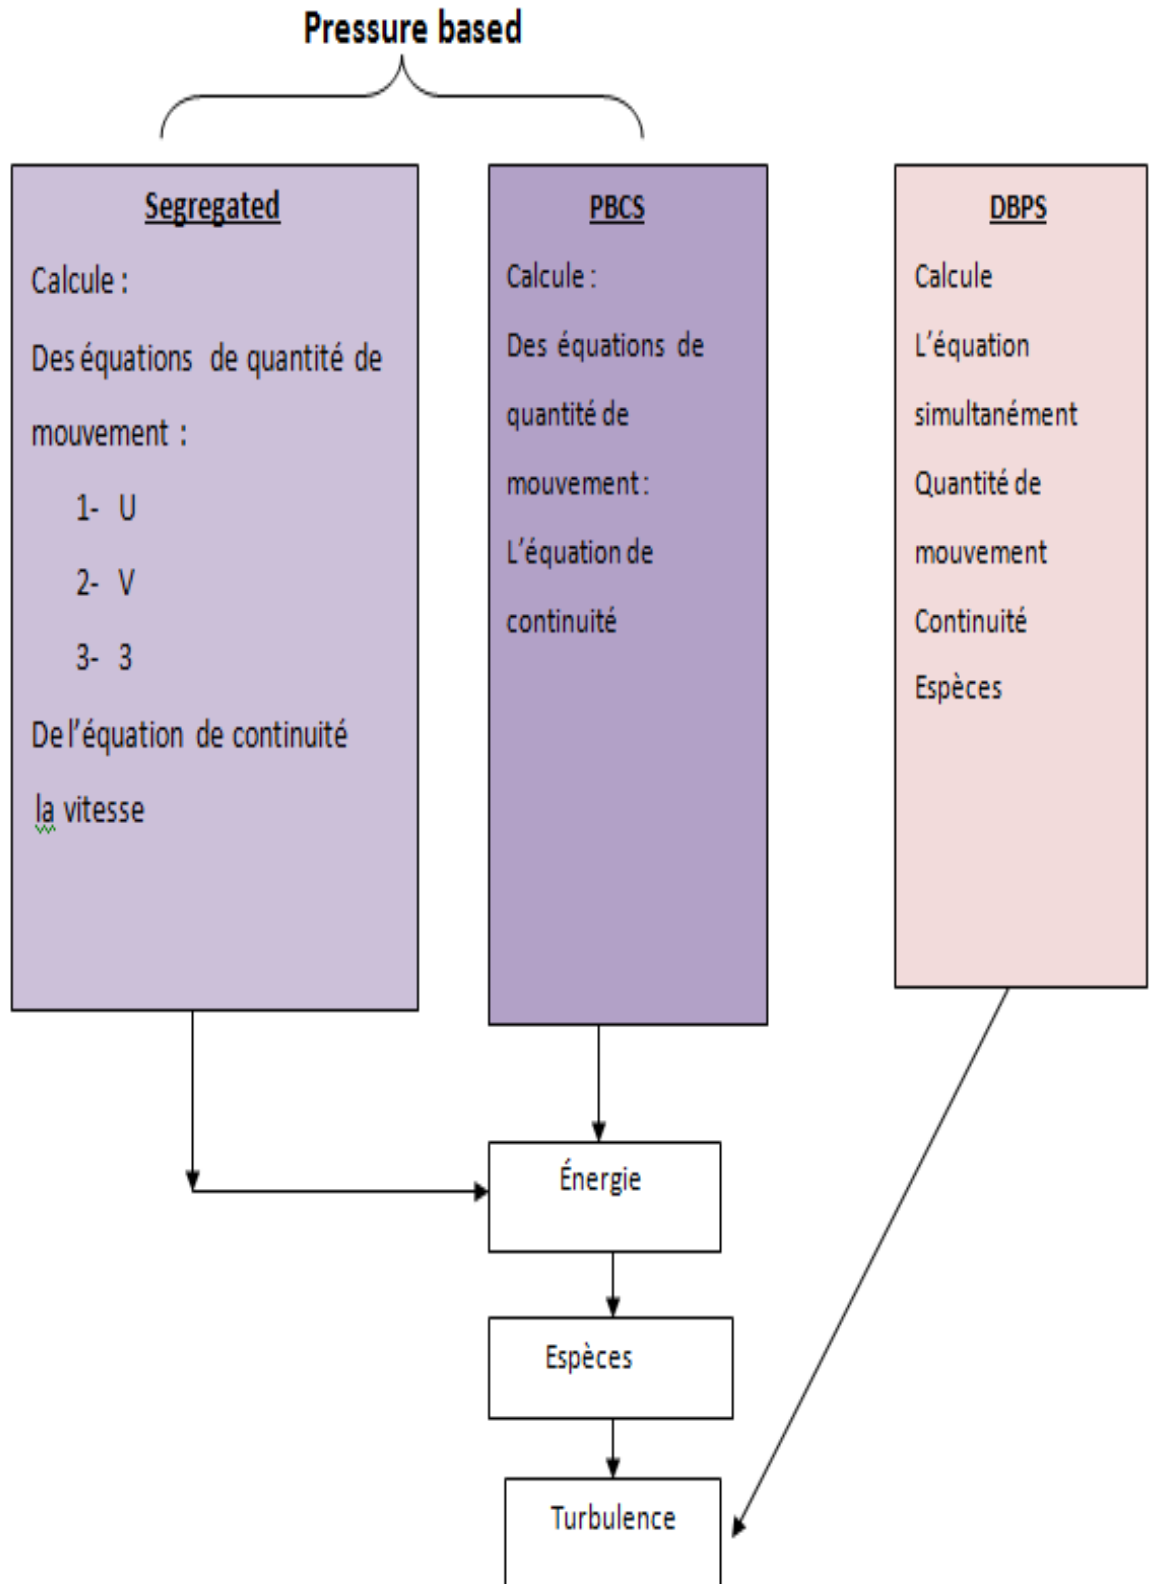 Pressure based
Segregated
Calcule :
Des équations de quantité de
mouvement :
1- U
2- V
3- 3
De l'équation de continuité
la vitesse
PBCS
Calcule :
Des équations de
quantité de
mouvement :
L'équation de
continuité
DBPS
Calcule
L'équation
simultanément
Quantité de
mouvement
Continuité
Espèces
Énergie
Espèces
Turbulence